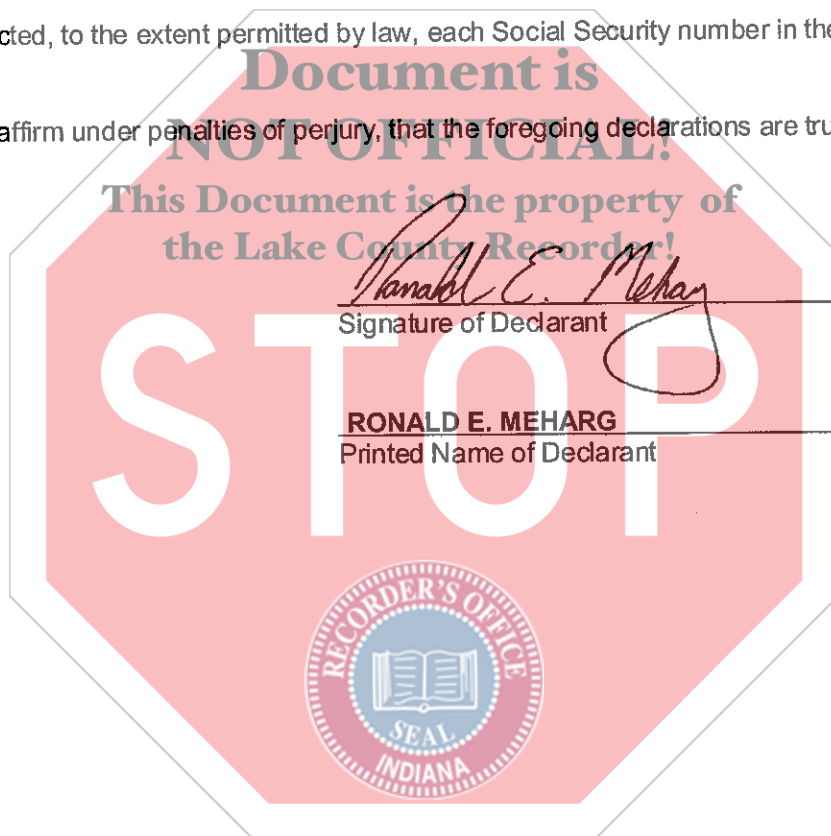 cted, to the extent permitted by law, each Social Security number in the
Document is
affirm under penalties of perjury, that the foregoing declarations are tru
NOT OFFICIAL!
This Document is the property of
the Lake County Recorder!
Ronald E. Meharg
Signature of Declarant
STOP
RONALD E. MEHARG
Printed Name of Declarant
RECORDER'S OFFICE
SEAL
INDIANA